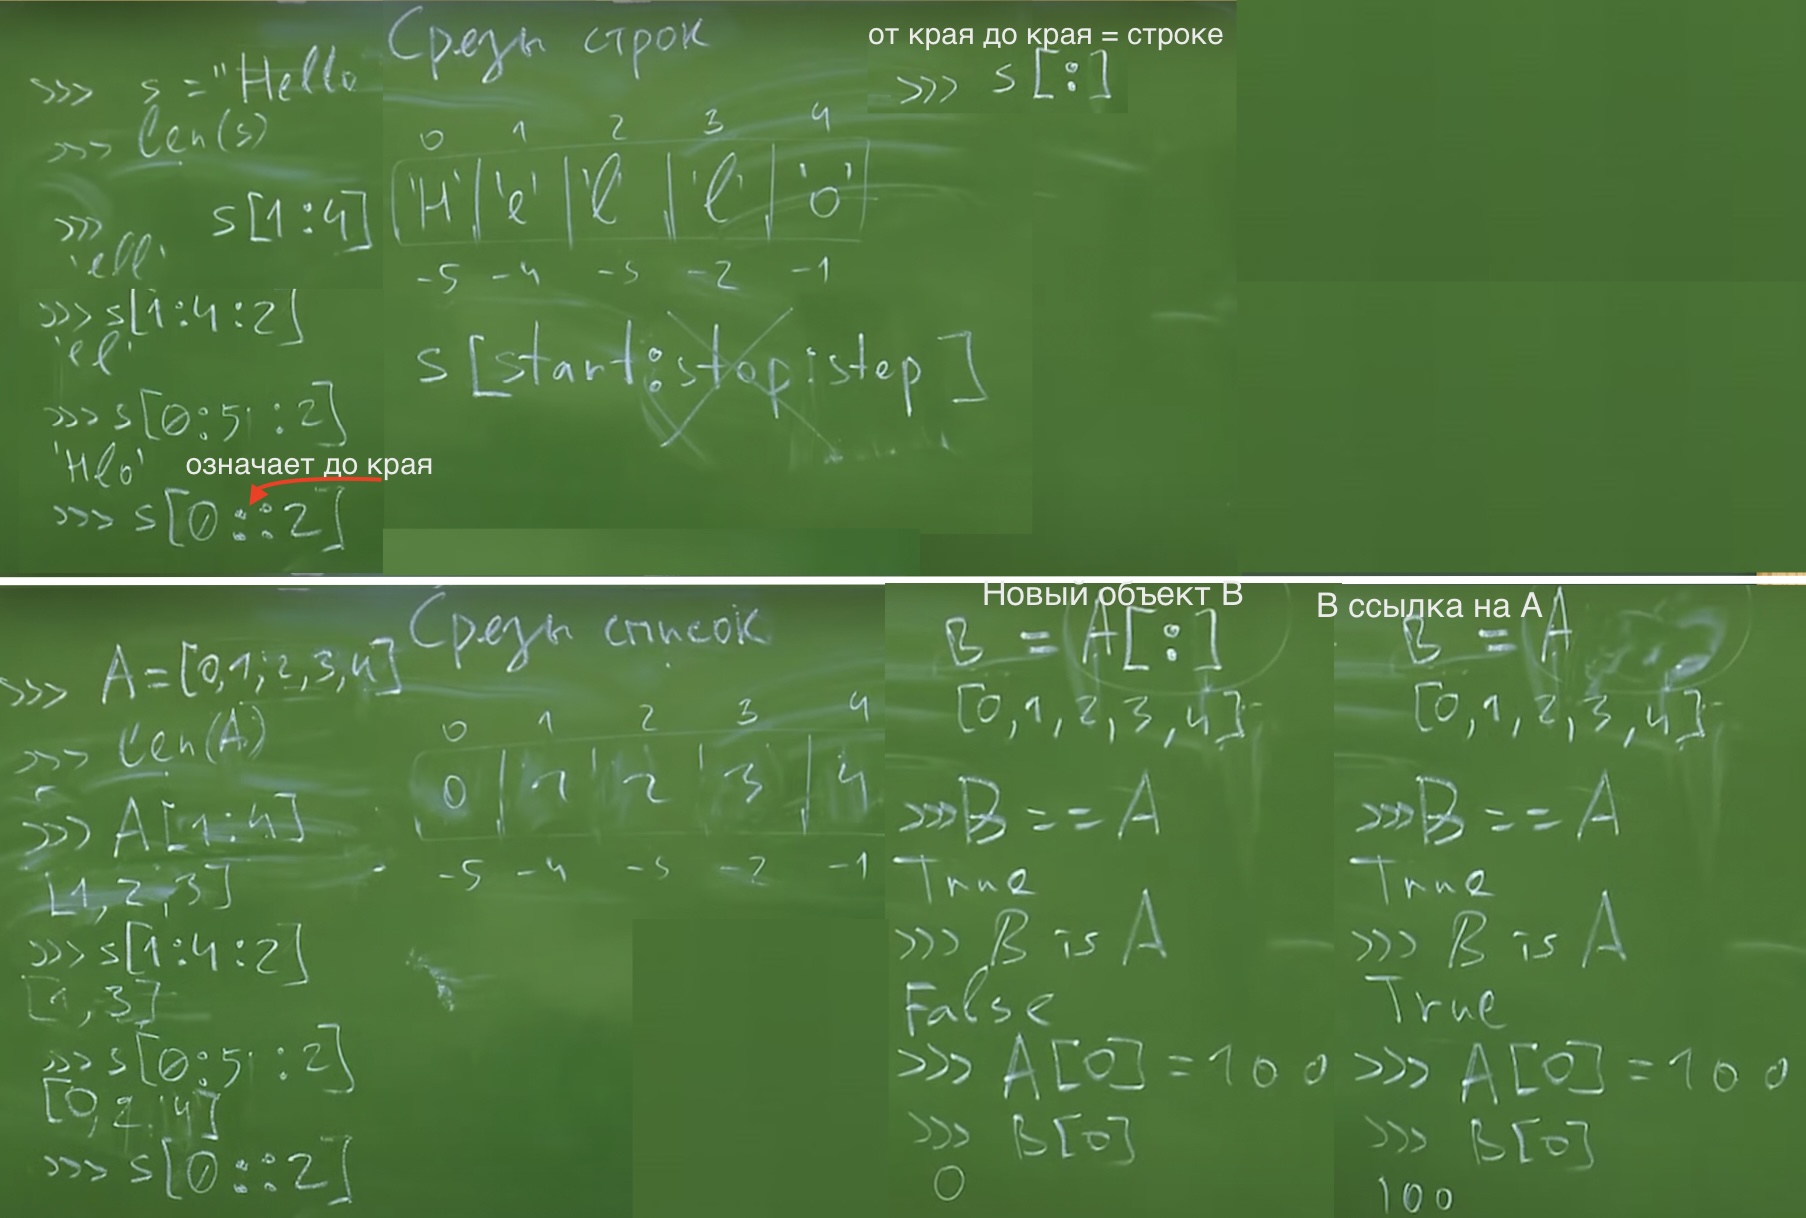 Срезы строк
>>> s = "Hello
>>> len(s)
>>> s[1:4]
'ell'
>>> s[1:4:2]
'el'
>>> s[0:5::2]
'Hlo'
означает до края
>>> s[0::2]
0 1 2 3 4
'H' 'e' 'l 'l' 'o'
-5 -4 -3 -2 -1
s[start:stop:step]
от края до края = строке
>>> s[:]
Срезы список
>>> A=[0,1,2,3,4]
>>> len(A)
>>> A[1:4]
[1,2,3]
>>> s[1:4:2]
[1,3]
>>> s[0:5::2]
[0,2,4]
>>> s[0::2]
0 1 2 3 4
0 1 2 3 4
-5 -4 -3 -2 -1
Новый объект B
B = A[:]
[0,1,2,3,4]
>>>B == A
True
>>> B is A
False
>>> A[0]=100
>>> B[0]
0
B ссылка на A
B = A
[0,1,2,3,4]
>>>B == A
True
>>> B is A
True
>>> A[0]=100
>>> B[0]
100